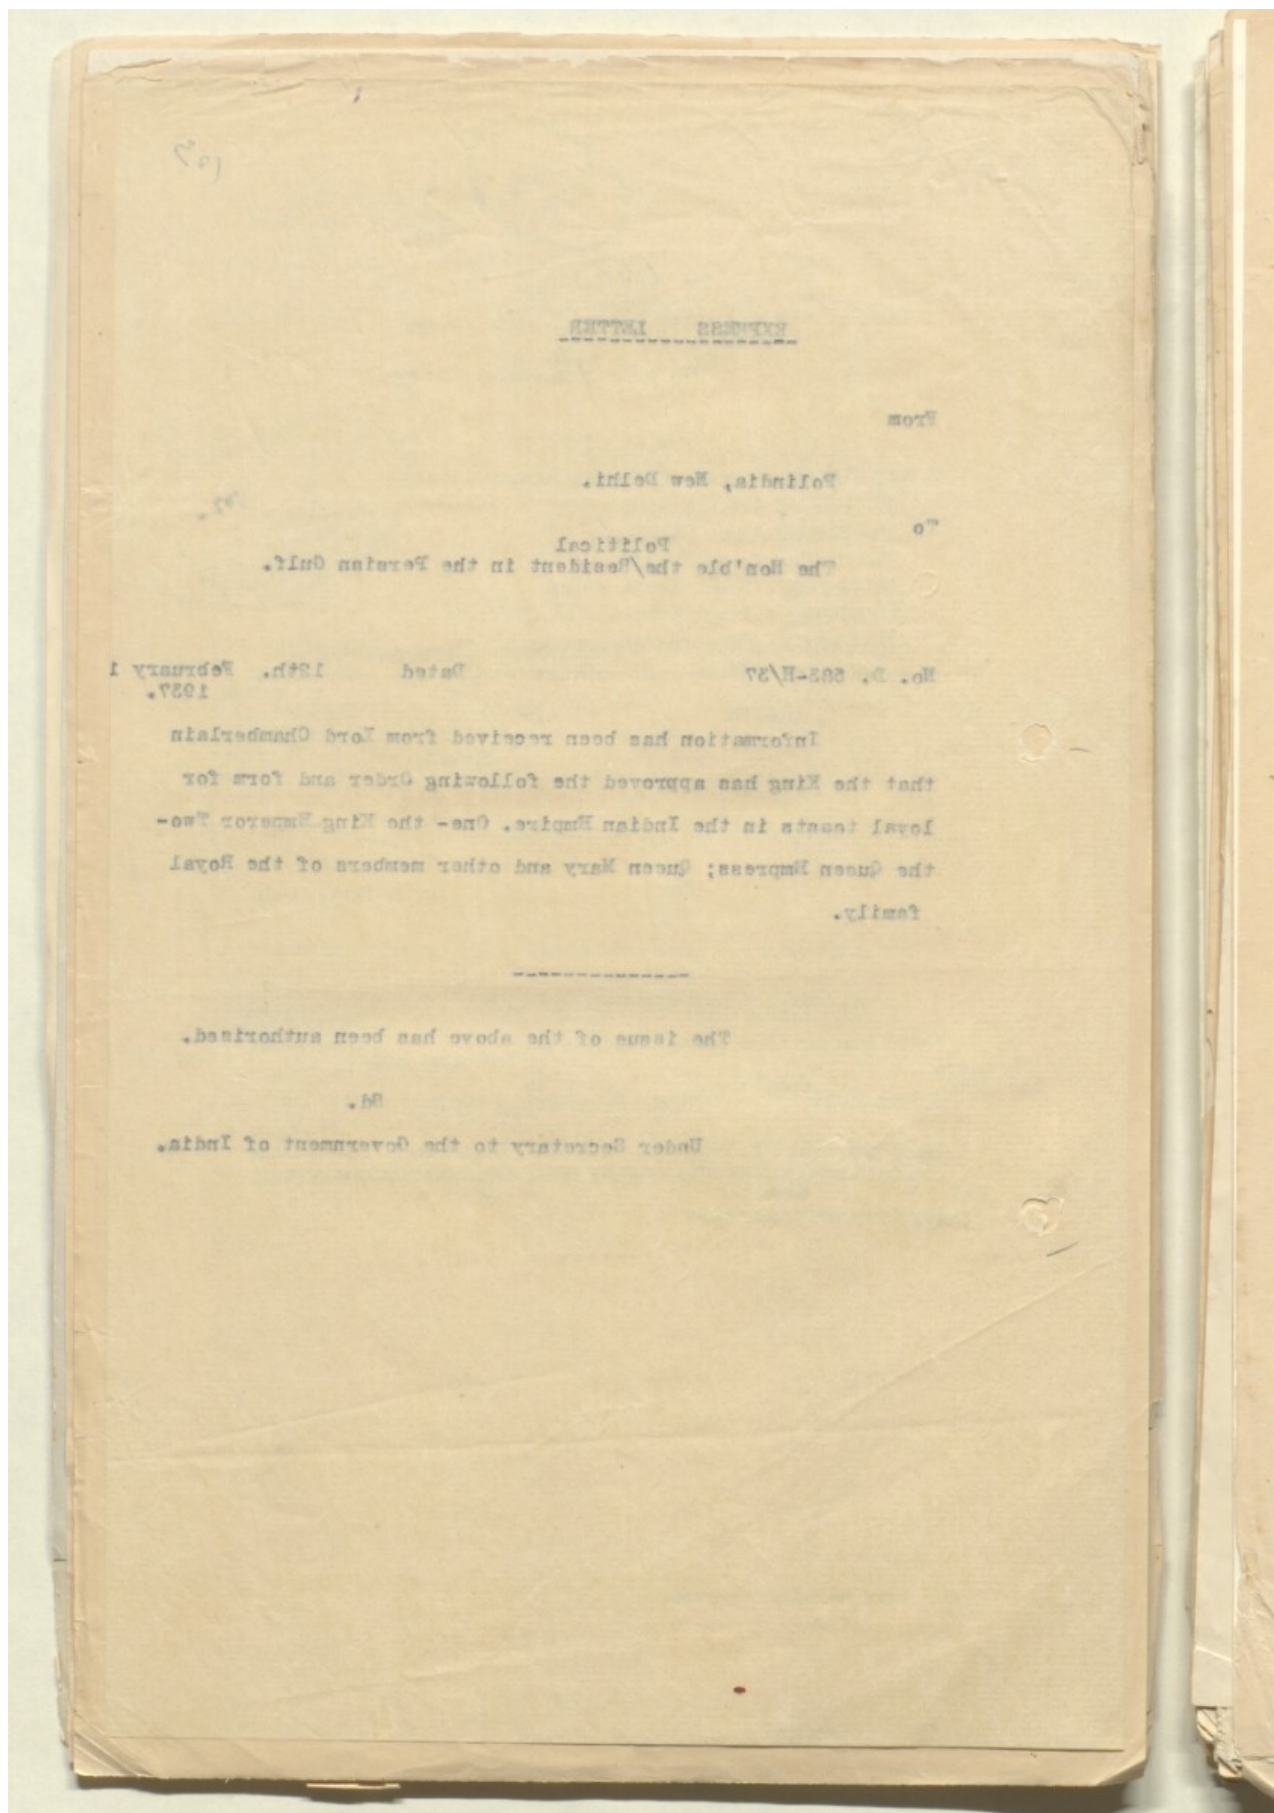 103
EXPRESS LETTER
From
Polindia, New Delhi.
To
Political
The Hon'ble the/Resident in the Persian Gulf.
No. D. 593-H/37 Dated 12th. February 1
1937.
Information has been received from Lord Chamberlain
that the King has approved the following Order and form for
loyal toasts in the Indian Empire. One- the King Emperor Two-
the Queen Empress; Queen Mary and other members of the Royal
family.
The issue of the above has been authorised.
Sd.
Under Secretary to the Government of India.